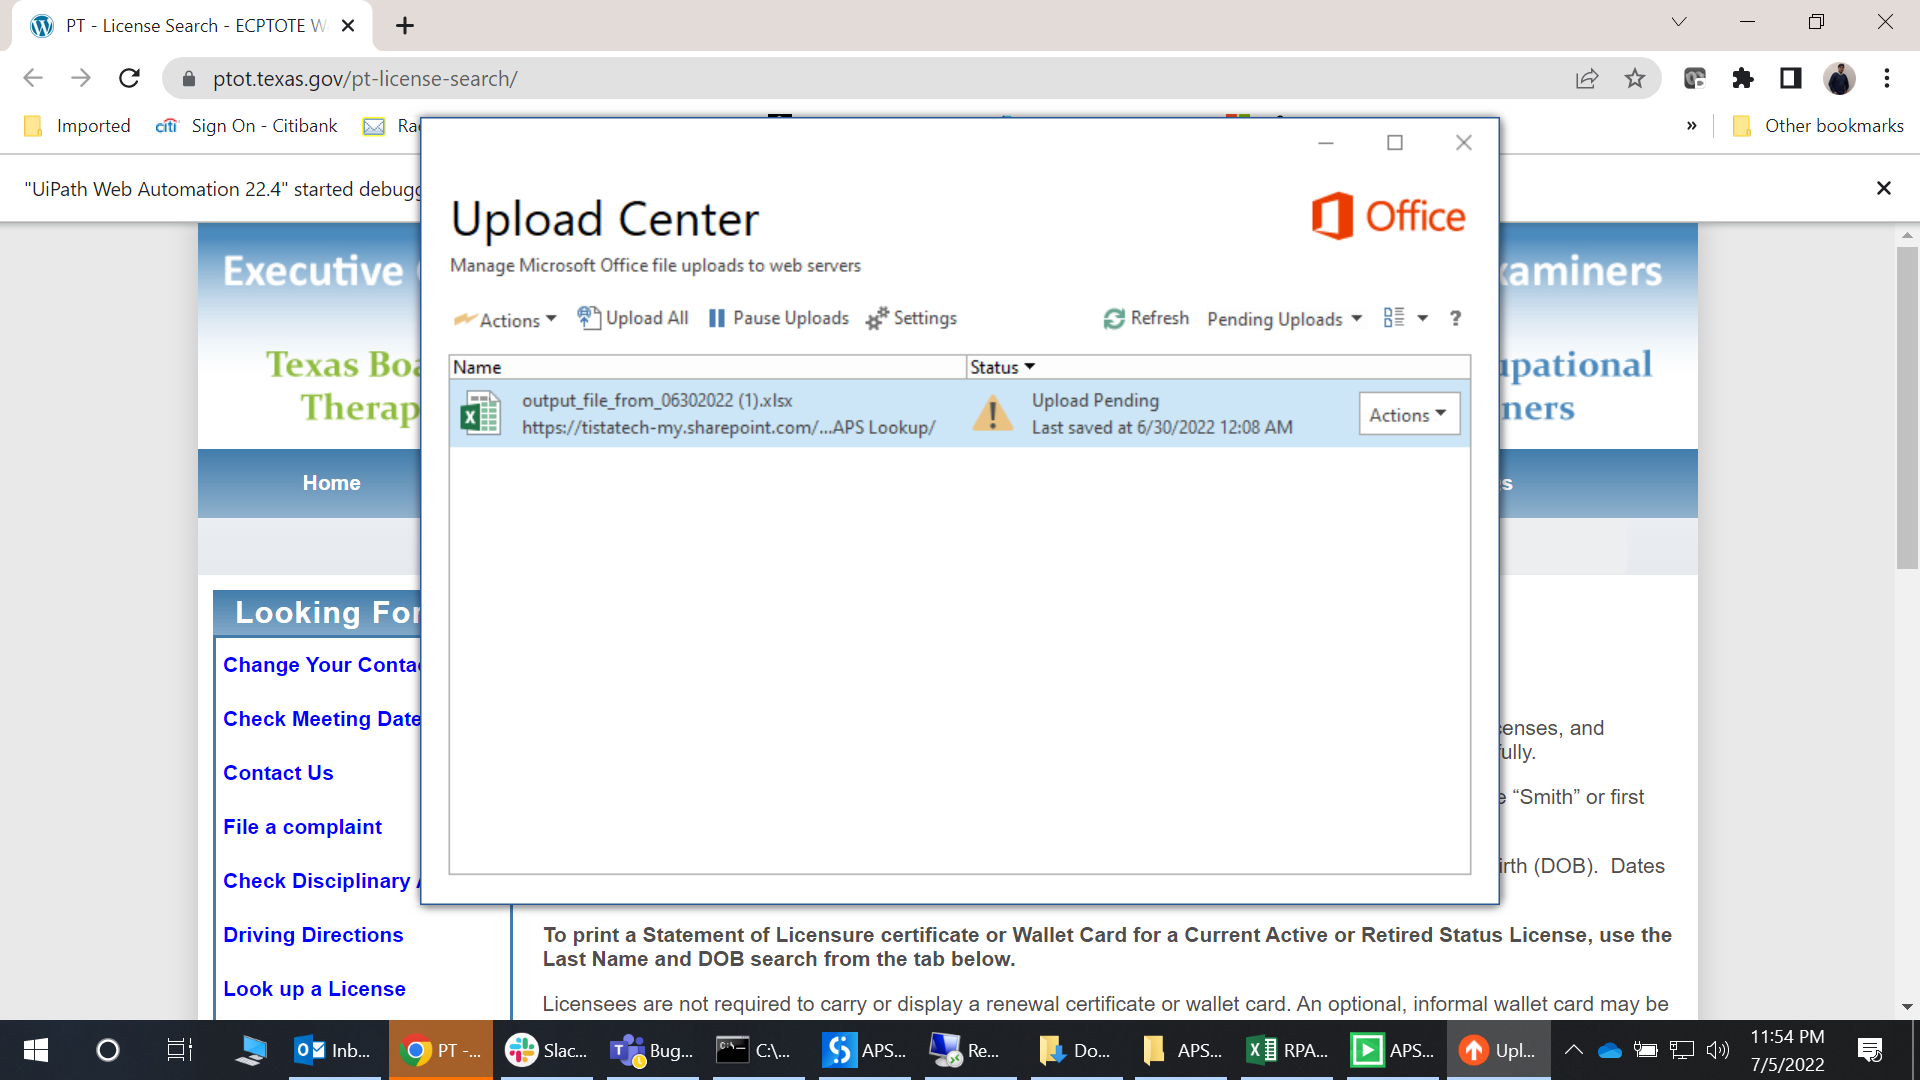 PT - License Search - ECPTOTE W
ptot.texas.gov/pt-license-search/
Imported
citi Sign On - Citibank
Ra
»
Other bookmarks
"UiPath Web Automation 22.4" started debugg
Executive
xaminers
Texas Boa
Therap
upational
ners
Home
s
Looking For
Change Your Conta
Check Meeting Date
Contact Us
File a complaint
Check Disciplinary A
Driving Directions
Look up a License
Upload Center
Office
Manage Microsoft Office file uploads to web servers
Actions
Upload All
Pause Uploads
Settings
Refresh
Pending Uploads
?
Name
Status
output_file_from_06302022 (1).xlsx
Upload Pending
https://tistatech-my.sharepoint.com/...APS Lookup/
Last saved at 6/30/2022 12:08 AM
Actions
censes, and
fully.
e “Smith” or first
irth (DOB). Dates
To print a Statement of Licensure certificate or Wallet Card for a Current Active or Retired Status License, use the
Last Name and DOB search from the tab below.
Licensees are not required to carry or display a renewal certificate or wallet card. An optional, informal wallet card may be
Inb...
PT -...
Slac...
Bug...
C:\...
APS...
Re...
Do...
APS...
RPA...
APS...
Upl...
11:54 PM
7/5/2022